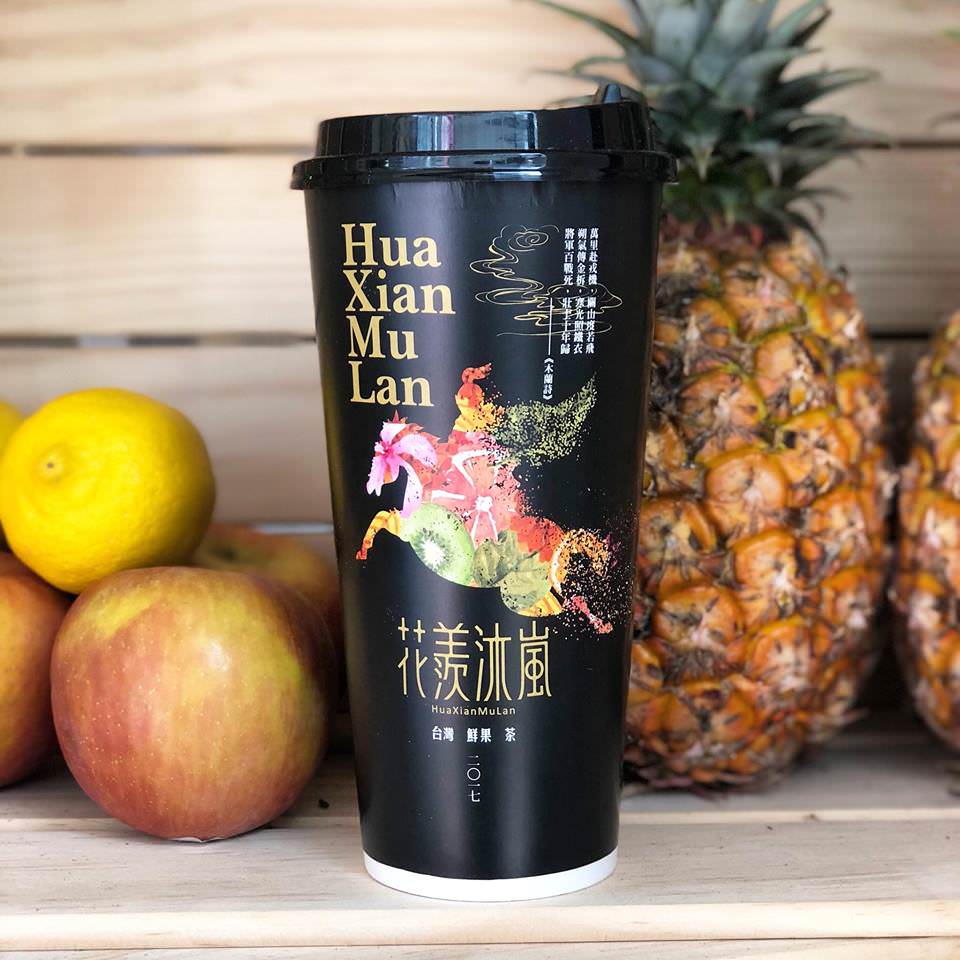 Hua
Xian
Mu
Lan
萬里赴戎機，關山度若飛
朔氣傳金柝，寒光照鐵衣
將軍百戰死，壯士十年歸
《木蘭詩》
花羨沐嵐
HuaXianMuLan
台灣 鮮果 茶
二〇一七